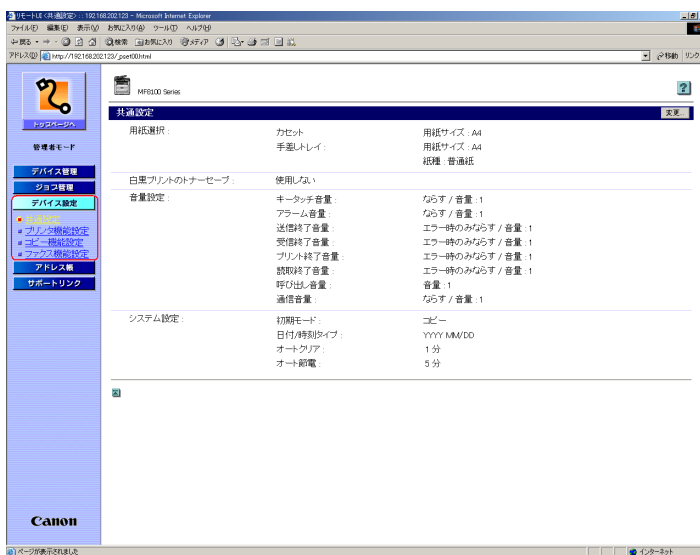 リモートUI <共通設定> : : 192.168.202.123 - Microsoft Internet Explorer
ファイル(F) 編集(E) 表示(V) お気に入り(A) ツール(T) ヘルプ(H)
戻る 検索 お気に入り メディア
アドレス(D) http://192.168.202.123/_pset00.html 移動 リンク
MF8100 Series
トップページへ
管理者モード
デバイス管理
ジョブ管理
デバイス設定
共通設定
プリンタ機能設定
コピー機能設定
ファクス機能設定
アドレス帳
サポートリンク
Canon
共通設定 変更...
用紙選択 : カセット 用紙サイズ : A4
手差しトレイ : 用紙サイズ : A4
紙種 : 普通紙
白黒プリントのトナーセーブ : 使用しない
音量設定 : キータッチ音量 : ならす / 音量 : 1
アラーム音量 : ならす / 音量 : 1
送信終了音量 : エラー時のみならす / 音量 : 1
受信終了音量 : エラー時のみならす / 音量 : 1
プリント終了音量 : エラー時のみならす / 音量 : 1
読取終了音量 : エラー時のみならす / 音量 : 1
呼び出し音量 : 音量 : 1
通信音量 : ならす / 音量 : 1
システム設定 : 初期モード : コピー
日付/時刻タイプ : YYYY MM/DD
オートクリア : 1 分
オート節電 : 5 分
ページが表示されました インターネット